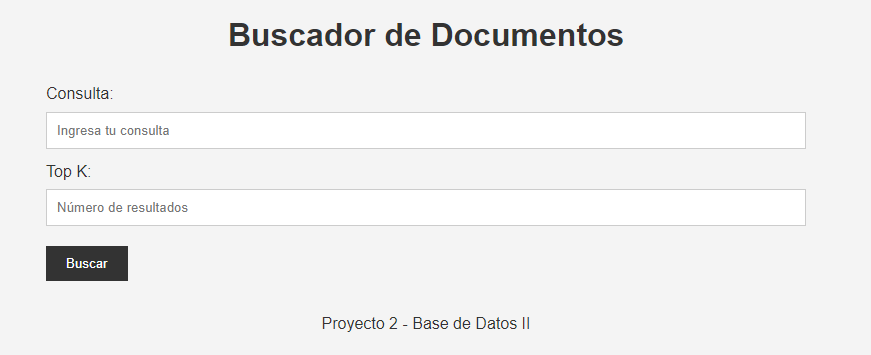 Buscador de Documentos
Consulta:
Ingresa tu consulta
Top K:
Número de resultados
Buscar
Proyecto 2 - Base de Datos II